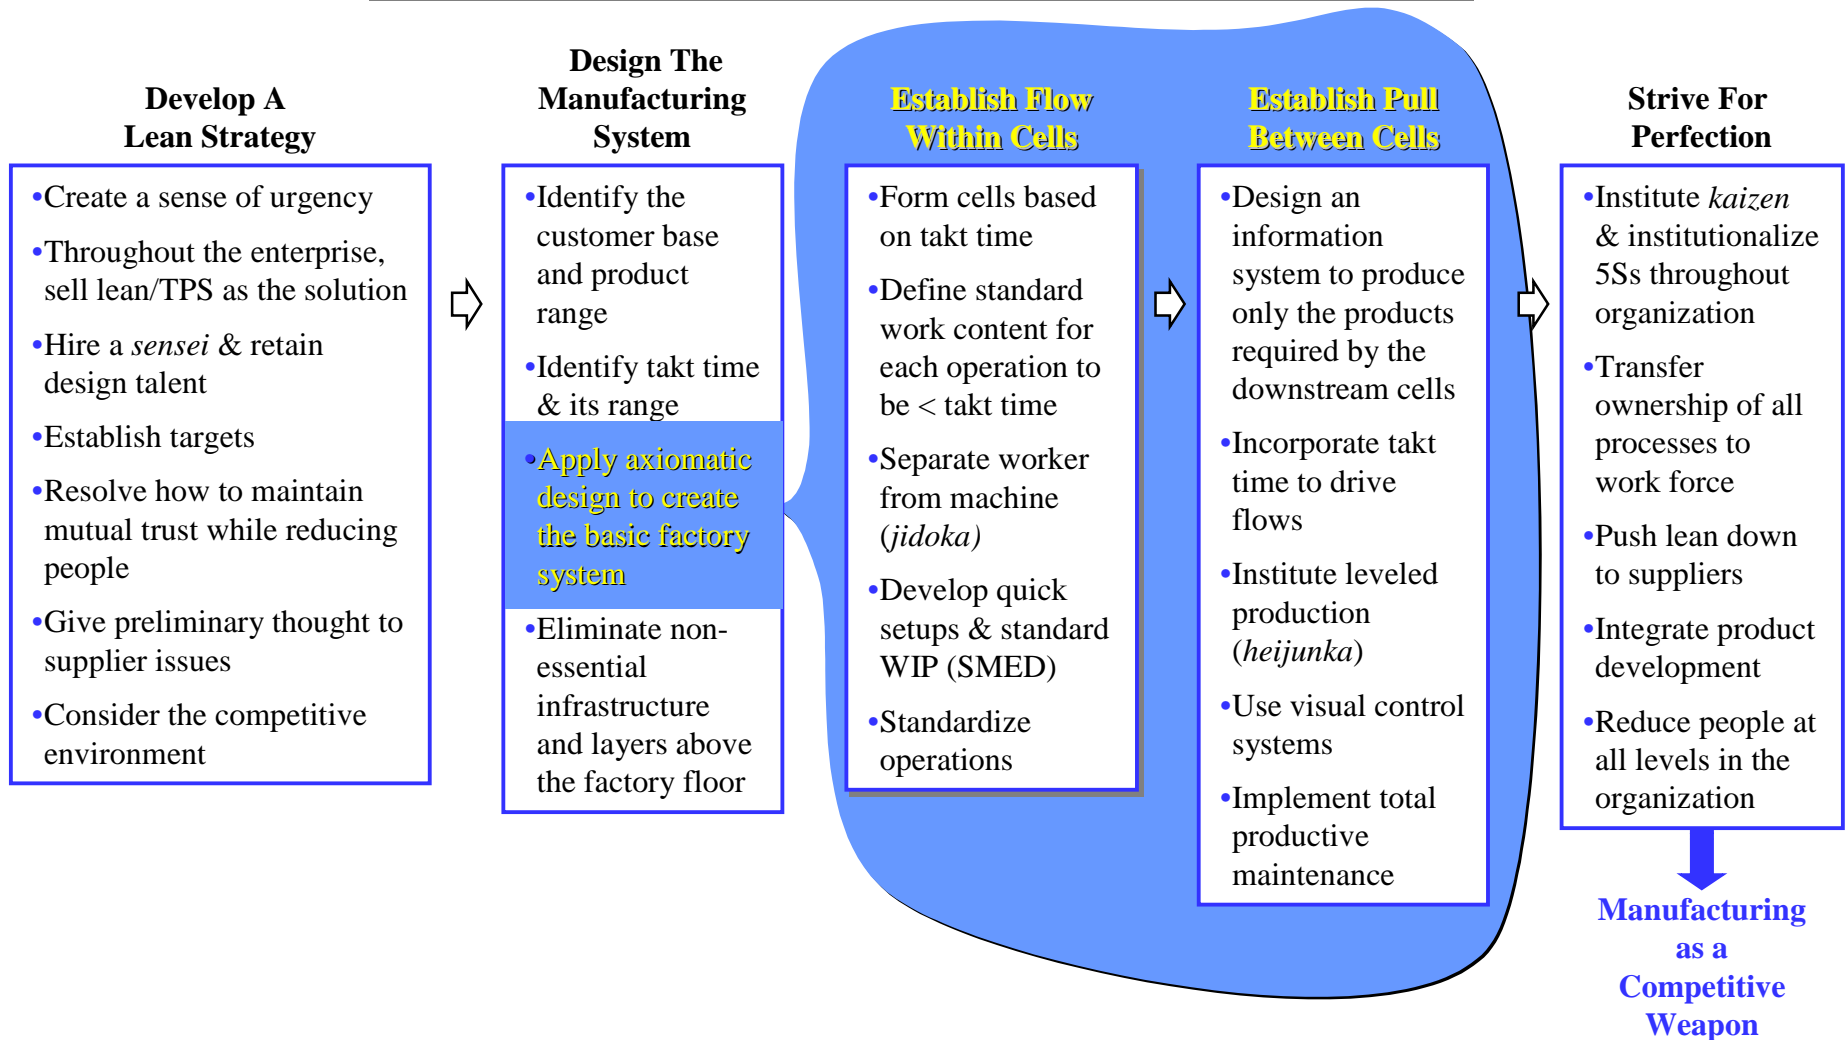 Develop A
Lean Strategy
•Create a sense of urgency
•Throughout the enterprise,
sell lean/TPS as the solution
•Hire a sensei & retain
design talent
•Establish targets
•Resolve how to maintain
mutual trust while reducing
people
•Give preliminary thought to
supplier issues
•Consider the competitive
environment
Design The
Manufacturing
System
•Identify the
customer base
and product
range
•Identify takt time
& its range
•Apply axiomatic
design to create
the basic factory
system
•Eliminate non-
essential
infrastructure
and layers above
the factory floor
Establish Flow
Within Cells
•Form cells based
on takt time
•Define standard
work content for
each operation to
be < takt time
•Separate worker
from machine
(jidoka)
•Develop quick
setups & standard
WIP (SMED)
•Standardize
operations
Establish Pull
Between Cells
•Design an
information
system to produce
only the products
required by the
downstream cells
•Incorporate takt
time to drive
flows
•Institute leveled
production
(heijunka)
•Use visual control
systems
•Implement total
productive
maintenance
Strive For
Perfection
•Institute kaizen
& institutionalize
5Ss throughout
organization
•Transfer
ownership of all
processes to
work force
•Push lean down
to suppliers
•Integrate product
development
•Reduce people at
all levels in the
organization
Manufacturing
as a
Competitive
Weapon